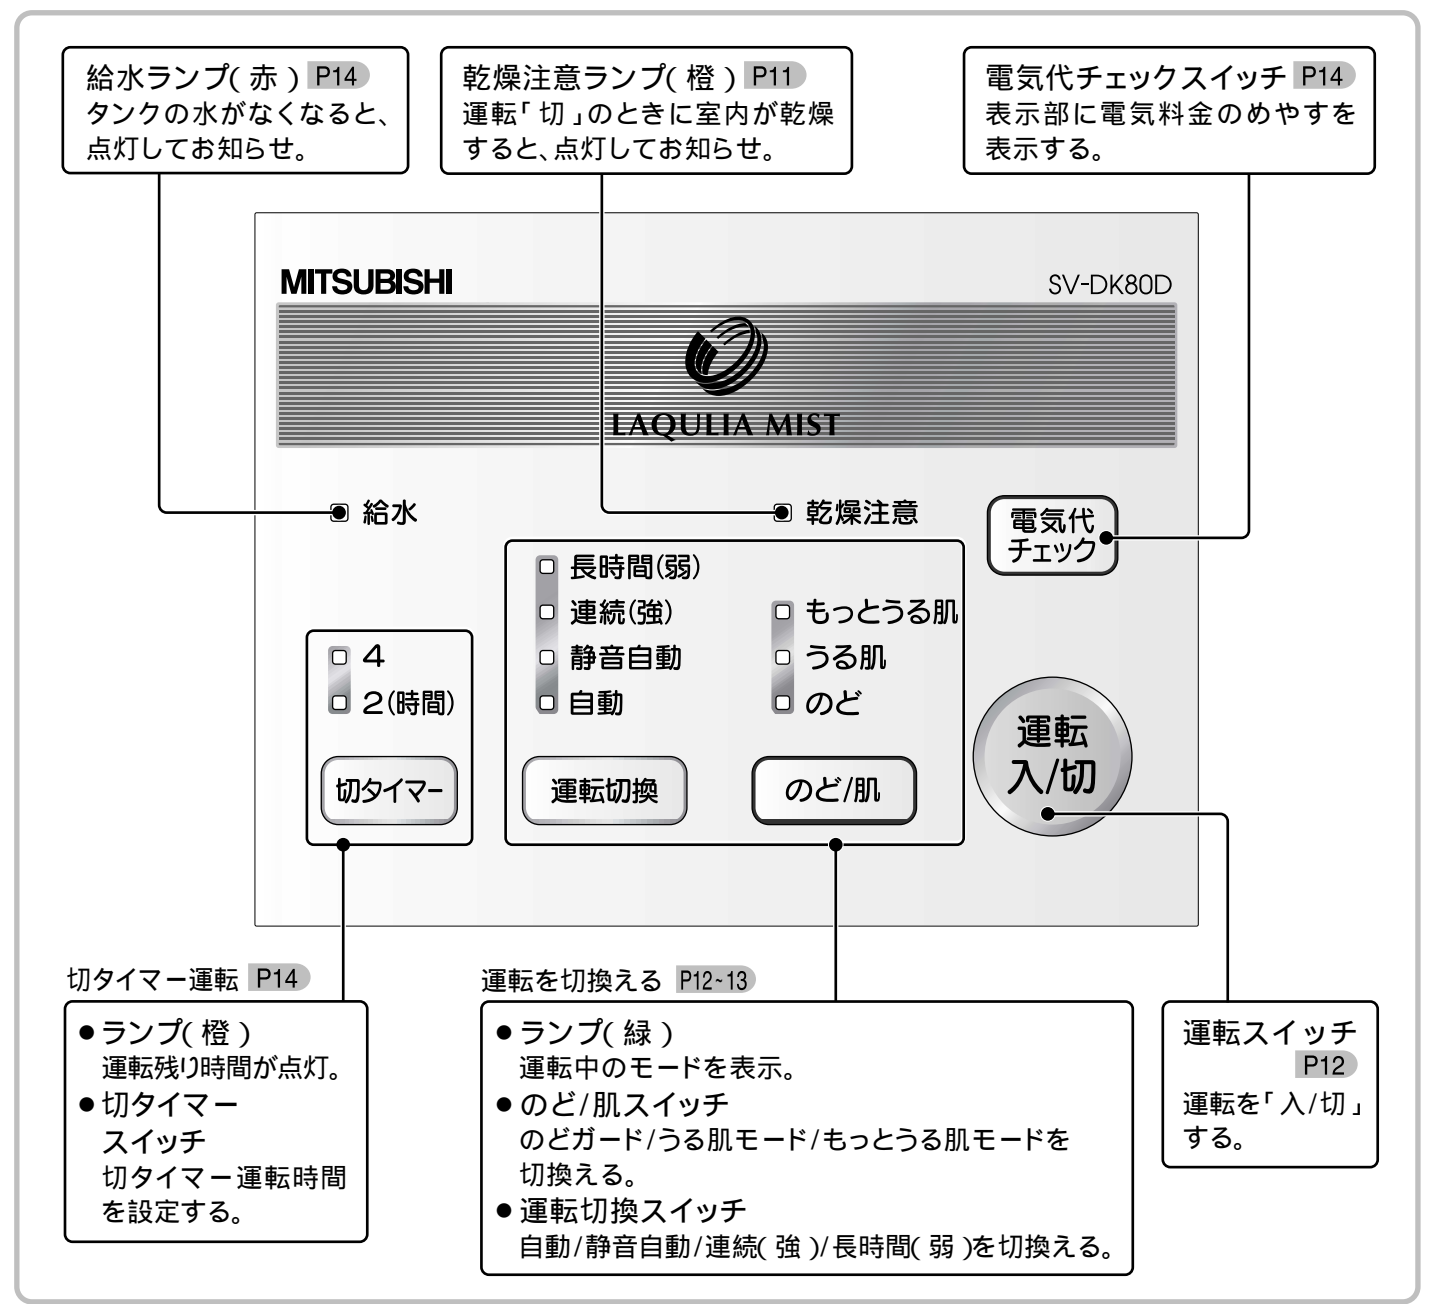 給水ランプ(赤) P14
タンクの水がなくなると、
点灯してお知らせ。
乾燥注意ランプ(橙) P11
運転「切」のときに室内が乾燥
すると、点灯してお知らせ。
電気代チェックスイッチ P14
表示部に電気料金のめやすを
表示する。
MITSUBISHI
SV-DK80D
LAQULIA MIST
給水
乾燥注意
電気代
チェック
長時間(弱)
連続(強)
静音自動
自動
もっとうる肌
うる肌
のど
4
2(時間)
切タイマー
運転切換
のど/肌
運転
入/切
切タイマー運転 P14
●ランプ(橙)
運転残り時間が点灯。
●切タイマー
スイッチ
切タイマー運転時間
を設定する。
運転を切換える P12~13
●ランプ(緑)
運転中のモードを表示。
●のど/肌スイッチ
のどガード/うる肌モード/もっとうる肌モードを
切換える。
●運転切換スイッチ
自動/静音自動/連続(強)/長時間(弱)を切換える。
運転スイッチ
P12
運転を「入/切」
する。